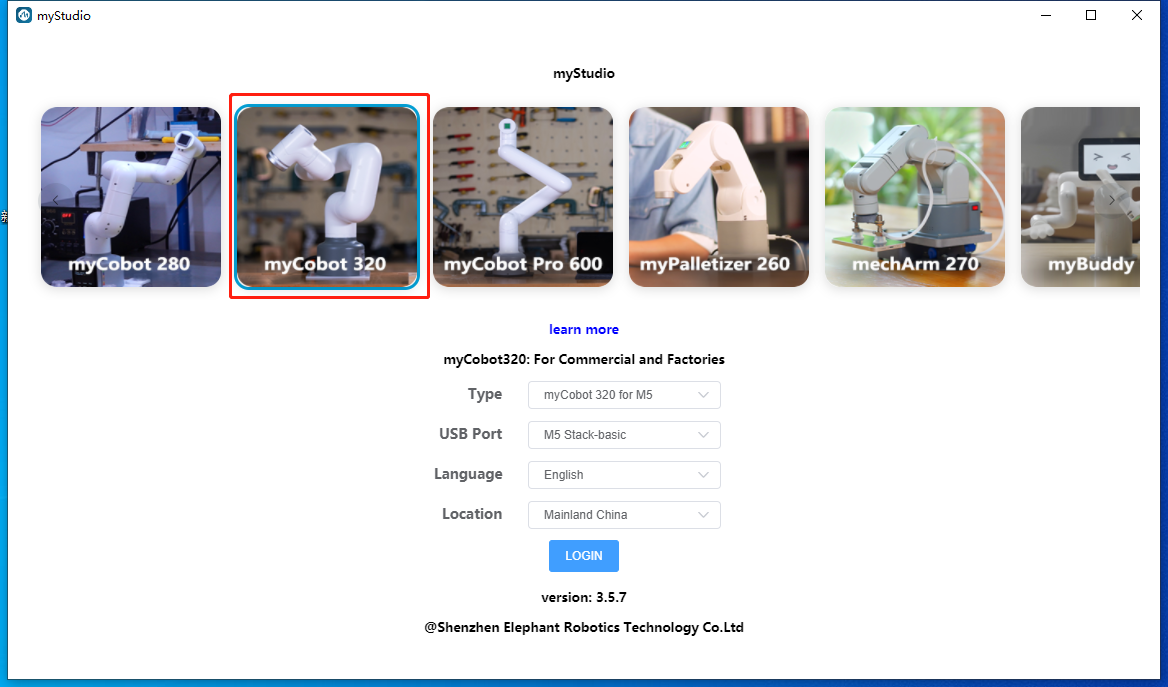 myStudio
myStudio
myCobot 280
myCobot 320
myCobot Pro 600
myPalletizer 260
mechArm 270
myBuddy
learn more
myCobot320: For Commercial and Factories
Type
myCobot 320 for M5
USB Port
M5 Stack-basic
Language
English
Location
Mainland China
LOGIN
version: 3.5.7
@Shenzhen Elephant Robotics Technology Co.Ltd